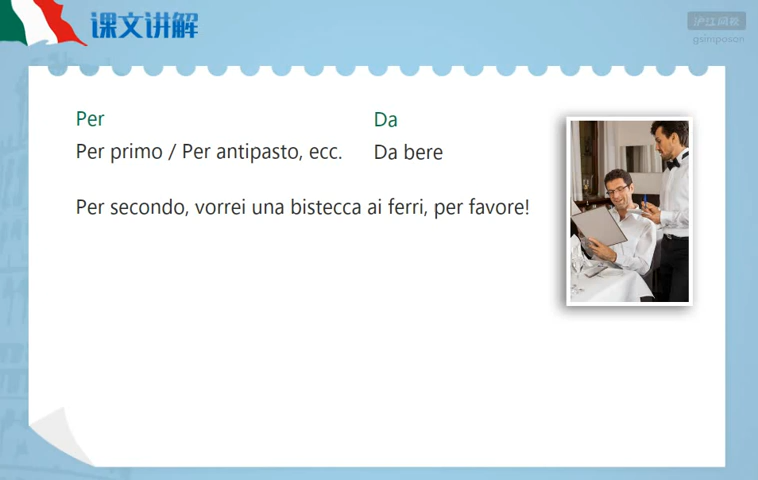 课文讲解
沪江网校
gsimposon
Per
Da
Per primo / Per antipasto, ecc.
Da bere
Per secondo, vorrei una bistecca ai ferri, per favore!